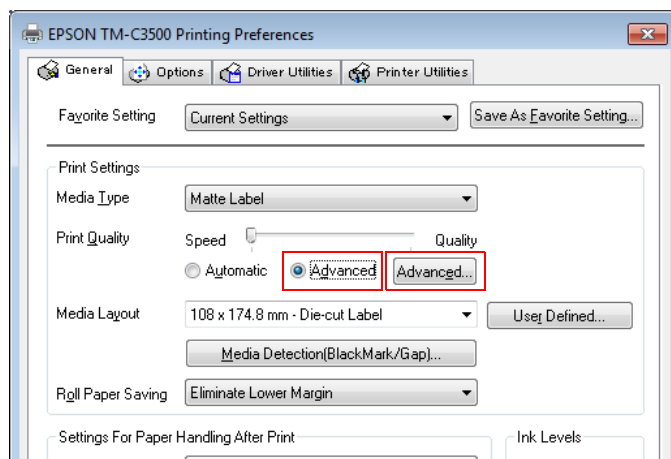 EPSON TM-C3500 Printing Preferences
General Options Driver Utilities Printer Utilities
Favorite Setting Current Settings Save As Favorite Setting...
Print Settings
Media Type Matte Label
Print Quality Speed Quality
Automatic Advanced Advanced...
Media Layout 108 x 174.8 mm - Die-cut Label User Defined...
Media Detection(BlackMark/Gap)...
Roll Paper Saving Eliminate Lower Margin
Settings For Paper Handling After Print Ink Levels